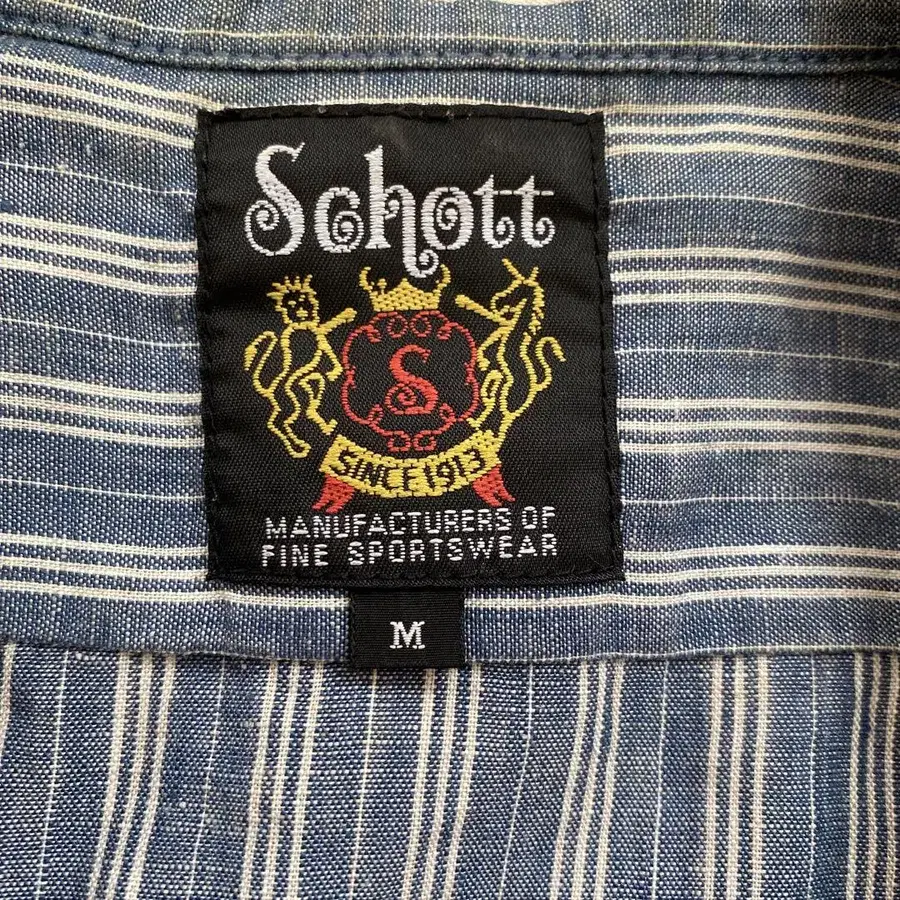 Schott
S
SINCE 1913
MANUFACTURERS OF
FINE SPORTSWEAR
M